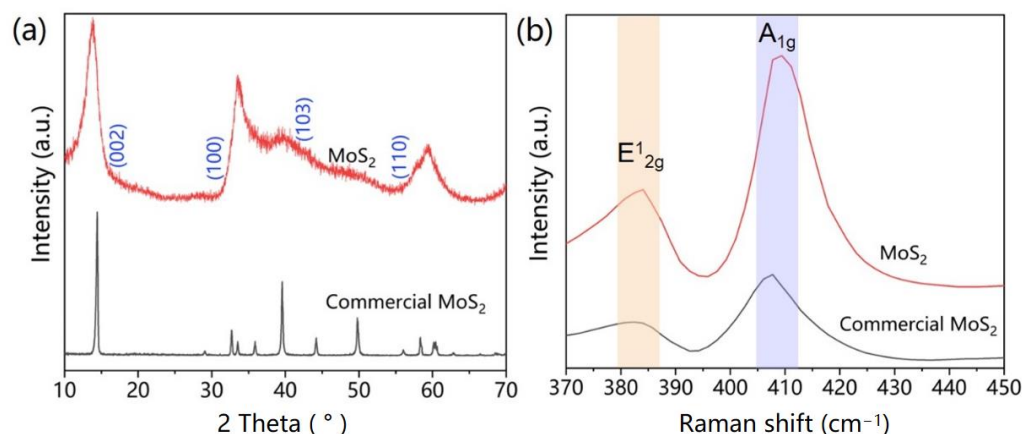 (a)
Intensity (a.u.)
(002)
(100)
(103)
(110)
MoS₂
Commercial MoS₂
10 20 30 40 50 60 70
2 Theta ( ° )
(b)
Intensity (a.u.)
E¹₂g
A₁g
MoS₂
Commercial MoS₂
370 380 390 400 410 420 430 440 450
Raman shift (cm⁻¹)